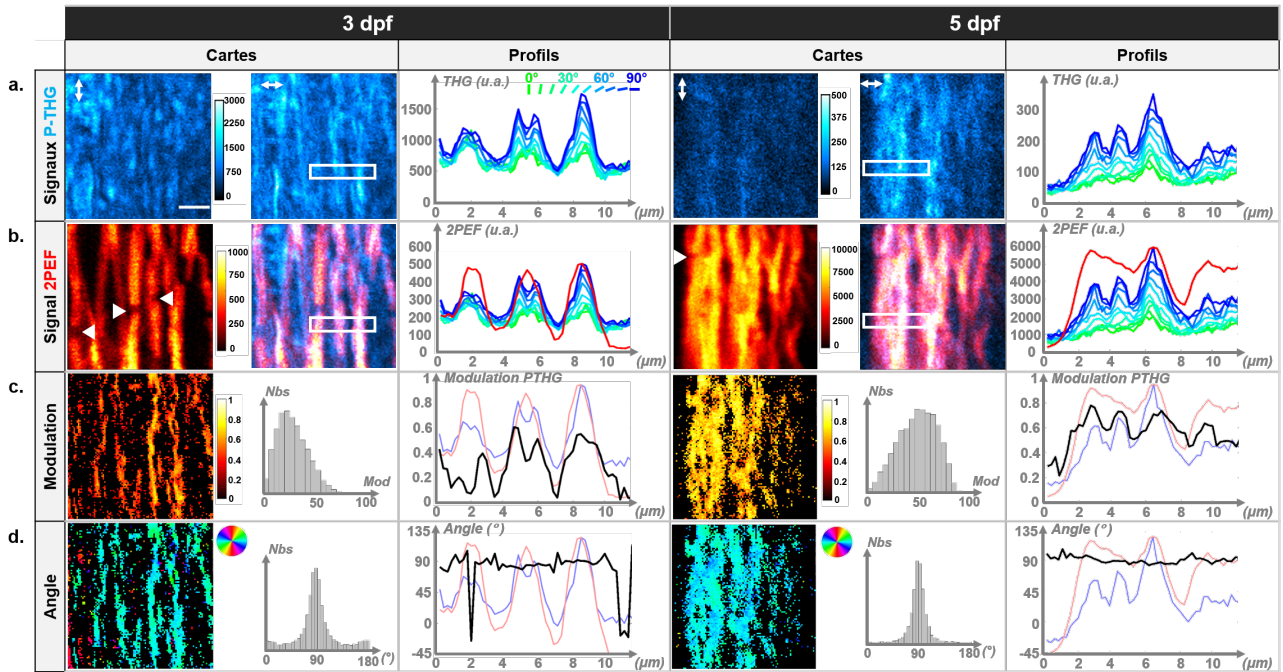 3 dpf 5 dpf
Cartes Profils Cartes Profils
a.
Signaux P-THG
3000
2250
1500
750
0
THG (u.a.)
0° 30° 60° 90°
1500
1000
500
0
0 2 4 6 8 10 (µm)
500
375
250
125
0
THG (u.a.)
300
200
100
0
0 2 4 6 8 10 (µm)
b.
Signal 2PEF
1000
750
500
250
0
2PEF (u.a.)
600
500
400
300
200
100
0
0 2 4 6 8 10 (µm)
10000
7500
5000
2500
0
2PEF (u.a.)
6000
5000
4000
3000
2000
1000
0
0 2 4 6 8 10 (µm)
c.
Modulation
1
0.8
0.6
0.4
0.2
0
Nbs
0 50 100
Mod
Modulation PTHG
1
0.8
0.6
0.4
0.2
0
0 2 4 6 8 10 (µm)
1
0.8
0.6
0.4
0.2
0
Nbs
0 50 100
Mod
Modulation PTHG
1
0.8
0.6
0.4
0.2
0
0 2 4 6 8 10 (µm)
d.
Angle
Nbs
0 90 180 (°)
Angle (°)
135
90
45
0
-45
0 2 4 6 8 10 (µm)
Nbs
0 90 180 (°)
Angle (°)
135
90
45
0
-45
0 2 4 6 8 10 (µm)